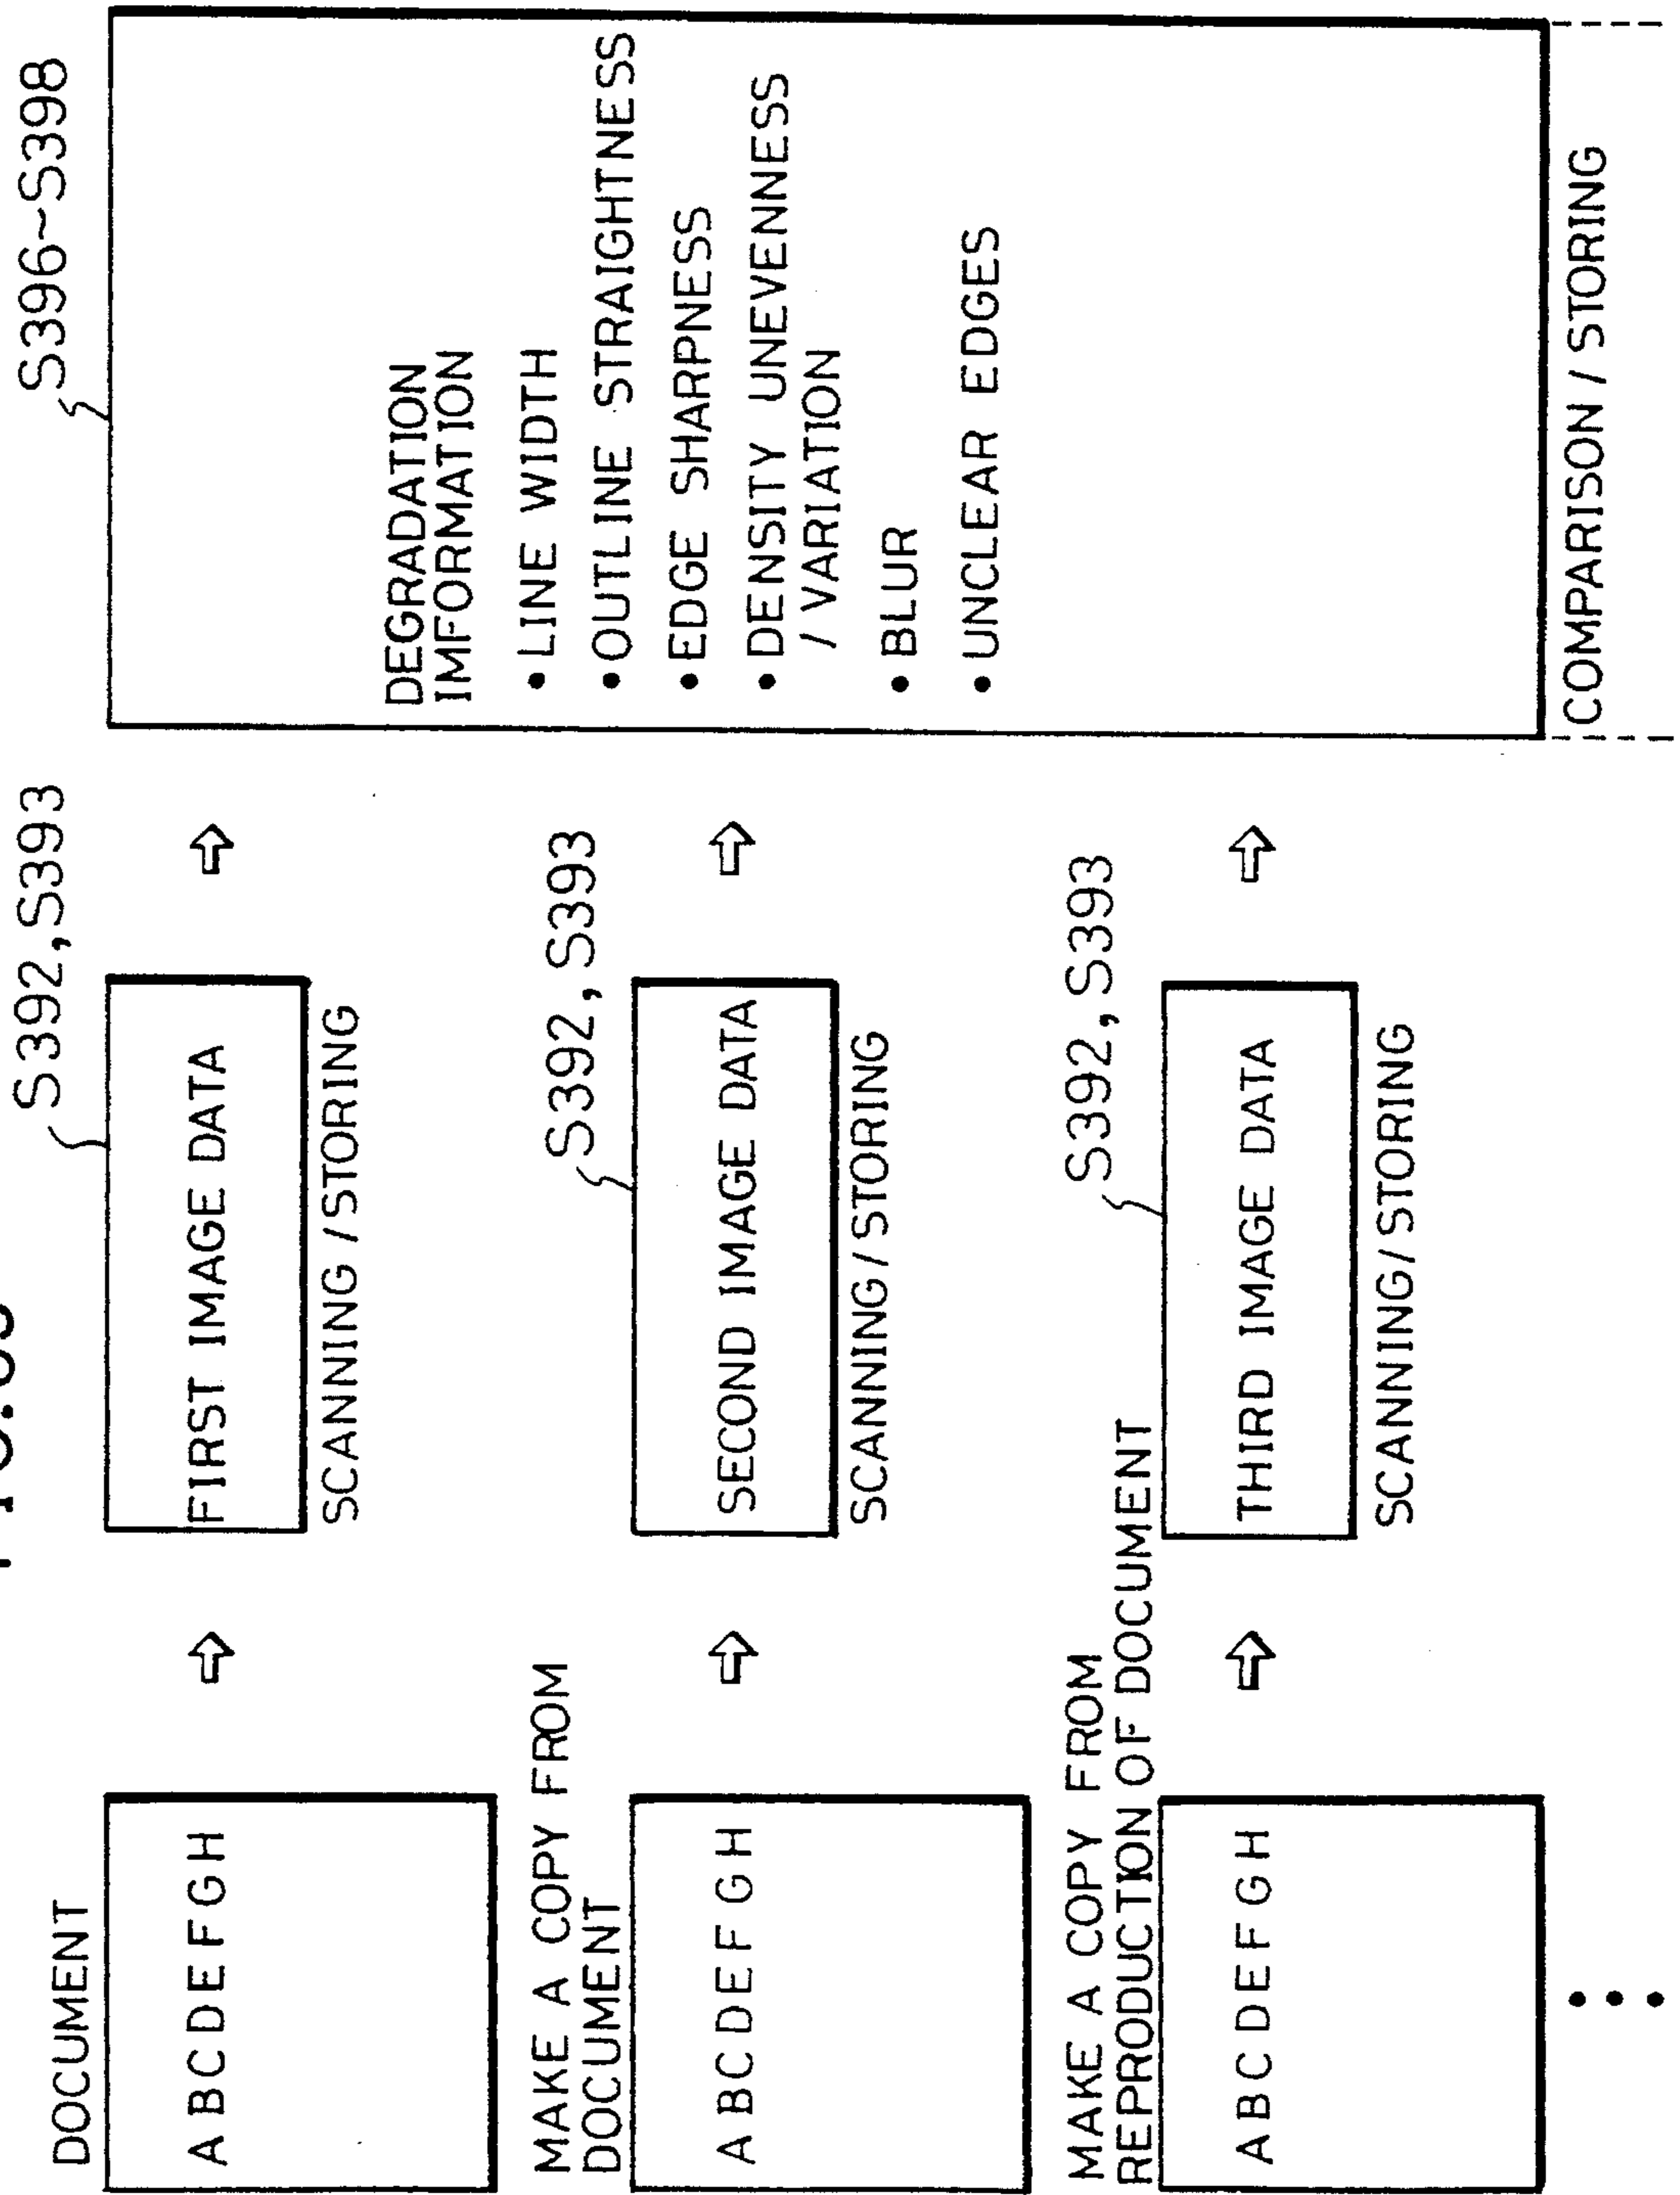 DOCUMENT
A B C D E F G H
S392,S393
FIRST IMAGE DATA
SCANNING /STORING
MAKE A COPY FROM
DOCUMENT
A B C D E F G H
S392,S393
SECOND IMAGE DATA
SCANNING/STORING
MAKE A COPY FROM
REPRODUCTION OF DOCUMENT
A B C D E F G H
S392,S393
THIRD IMAGE DATA
SCANNING/STORING
S396~S398
DEGRADATION
IMFORMATION
• LINE WIDTH
• OUTLINE STRAIGHTNESS
• EDGE SHARPNESS
• DENSITY UNEVENNESS
/ VARIATION
• BLUR
• UNCLEAR EDGES
COMPARISON / STORING